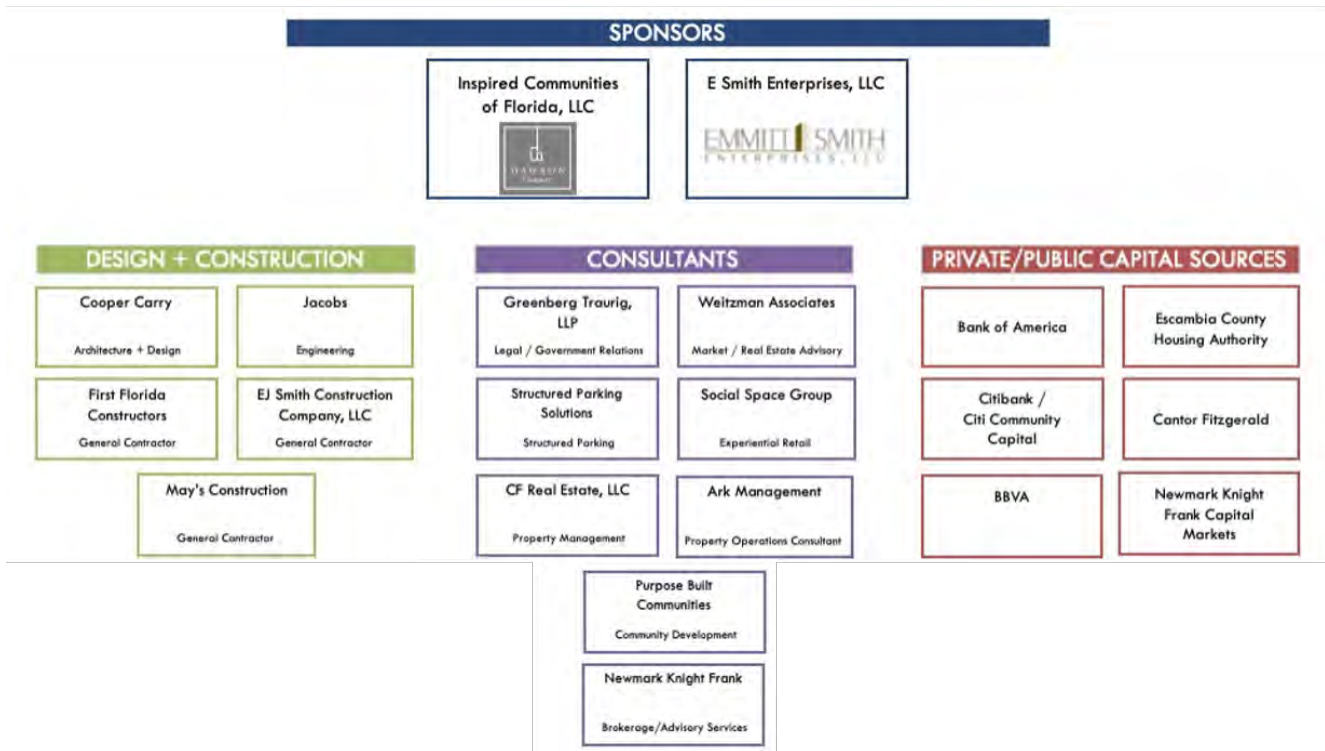 SPONSORS
Inspired Communities
of Florida, LLC
DAWSON
Company
E Smith Enterprises, LLC
EMMITT SMITH
ENTERPRISES, LLC
DESIGN + CONSTRUCTION
Cooper Carry
Architecture + Design
Jacobs
Engineering
First Florida
Constructors
General Contractor
EJ Smith Construction
Company, LLC
General Contractor
May's Construction
General Contractor
CONSULTANTS
Greenberg Traurig,
LLP
Legal / Government Relations
Weitzman Associates
Market / Real Estate Advisory
Structured Parking
Solutions
Structured Parking
Social Space Group
Experiential Retail
CF Real Estate, LLC
Property Management
Ark Management
Property Operations Consultant
Purpose Built
Communities
Community Development
Newmark Knight Frank
Brokerage/Advisory Services
PRIVATE/PUBLIC CAPITAL SOURCES
Bank of America
Escambia County
Housing Authority
Citibank /
Citi Community
Capital
Cantor Fitzgerald
BBVA
Newmark Knight
Frank Capital
Markets